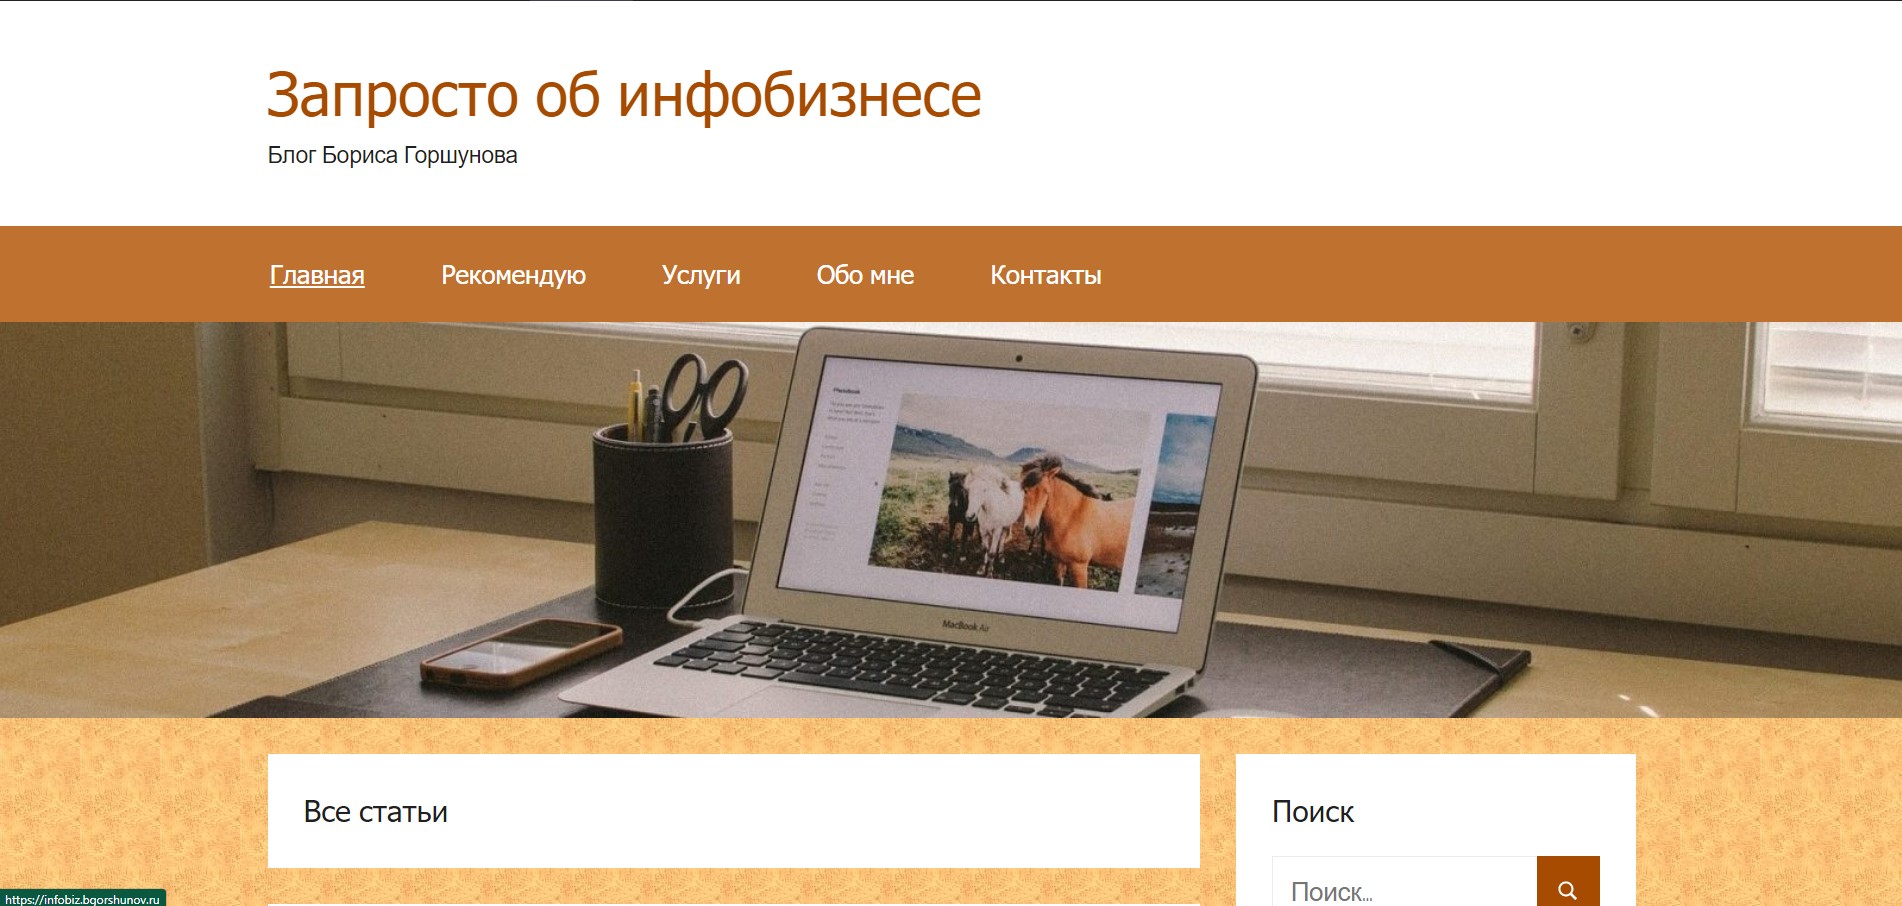 Запросто об инфобизнесе
Блог Бориса Горшунова
Главная Рекомендую Услуги Обо мне Контакты
MacBook Air
Все статьи
Поиск
Поиск...
https://infobiz.bgorshunov.ru